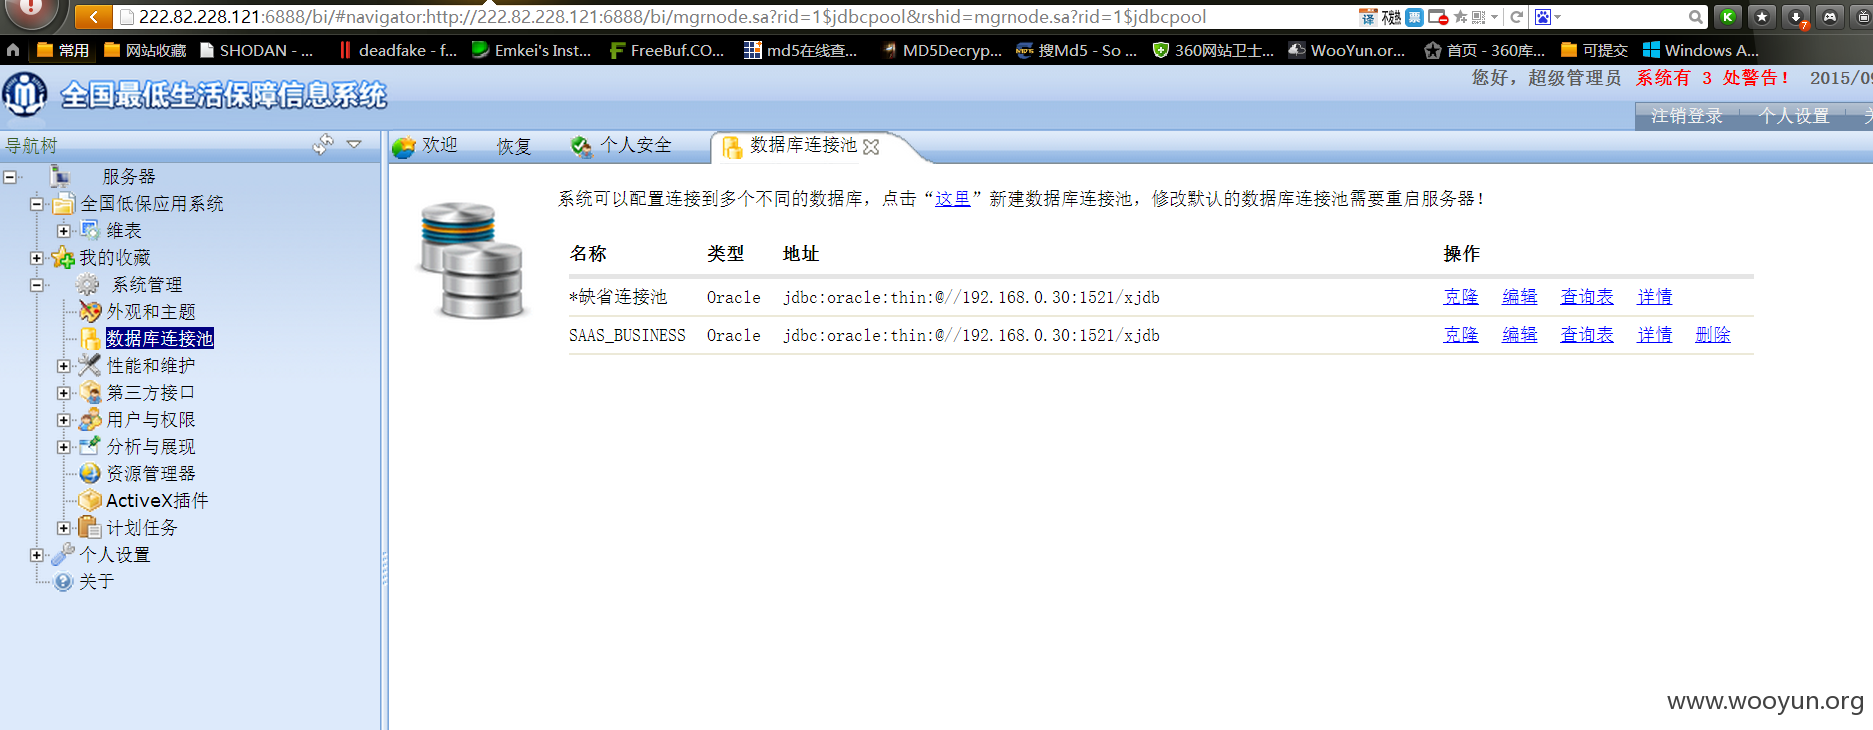 222.82.228.121:6888/bi/#navigator:http://222.82.228.121:6888/bi/mgrnode.sa?rid=1$jdbcpool&rshid=mgrnode.sa?rid=1$jdbcpool
常用 网站收藏 SHODAN - ... deadfake - f... Emkei's Inst... FreeBuf.CO... md5在线查... MD5Decryp... 搜Md5 - So ... 360网站卫士... WooYun.or... 首页 - 360库... 可提交 Windows A...
全国最低生活保障信息系统
您好，超级管理员 系统有 3 处警告！ 2015/09
注销登录 个人设置
导航树
欢迎 恢复 个人安全 数据库连接池
服务器
全国低保应用系统
维表
我的收藏
系统管理
外观和主题
数据库连接池
性能和维护
第三方接口
用户与权限
分析与展现
资源管理器
ActiveX插件
计划任务
个人设置
关于
系统可以配置连接到多个不同的数据库，点击“这里”新建数据库连接池，修改默认的数据库连接池需要重启服务器！
名称 类型 地址 操作
*缺省连接池 Oracle jdbc:oracle:thin:@//192.168.0.30:1521/xjdb 克隆 编辑 查询表 详情
SAAS_BUSINESS Oracle jdbc:oracle:thin:@//192.168.0.30:1521/xjdb 克隆 编辑 查询表 详情 删除
www.wooyun.org